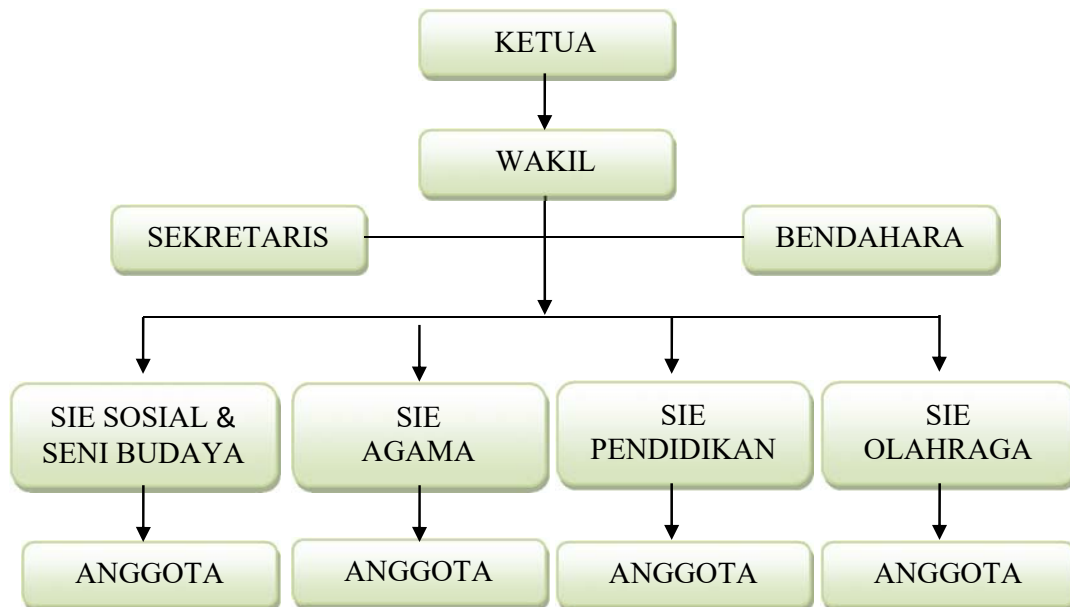 KETUA
WAKIL
SEKRETARIS
BENDAHARA
SIE SOSIAL &
SENI BUDAYA
SIE
AGAMA
SIE
PENDIDIKAN
SIE
OLAHRAGA
ANGGOTA
ANGGOTA
ANGGOTA
ANGGOTA